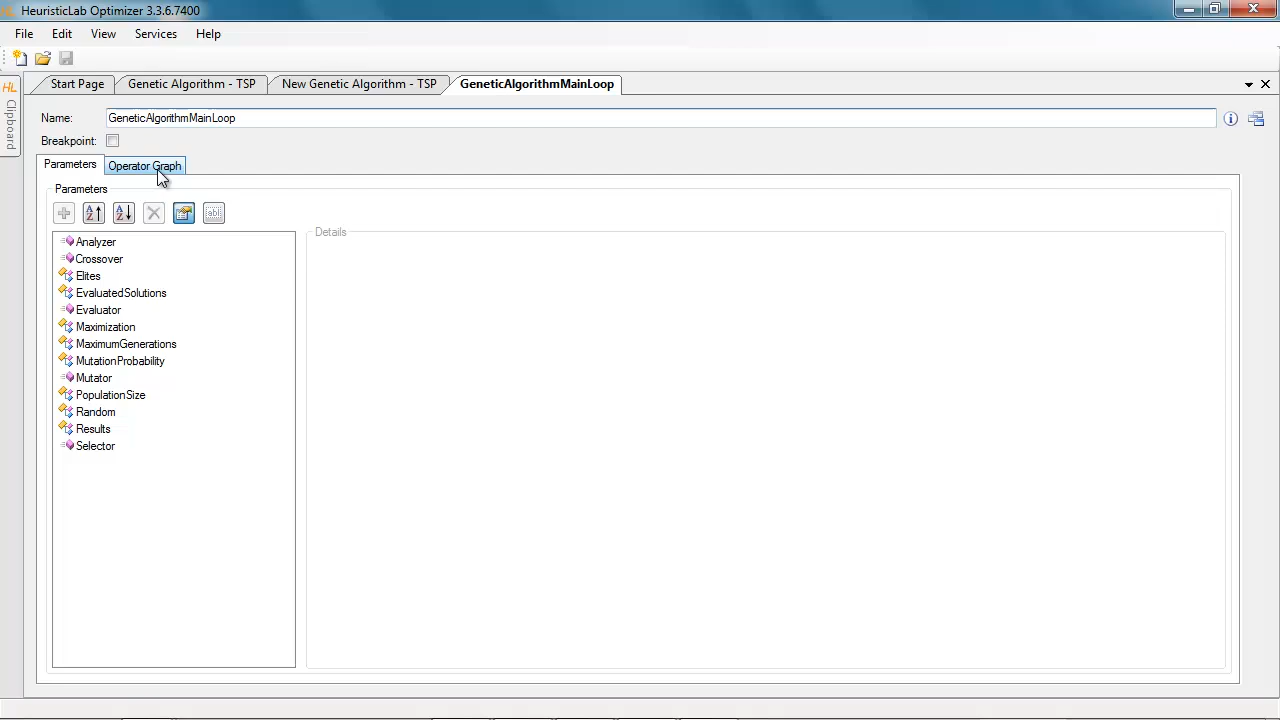 HeuristicLab Optimizer 3.3.6.7400
File Edit View Services Help
Start Page Genetic Algorithm - TSP New Genetic Algorithm - TSP GeneticAlgorithmMainLoop
HL Clipboard
Name: GeneticAlgorithmMainLoop
Breakpoint:
Parameters Operator Graph
Parameters
Details
Analyzer
Crossover
Elites
EvaluatedSolutions
Evaluator
Maximization
MaximumGenerations
MutationProbability
Mutator
PopulationSize
Random
Results
Selector